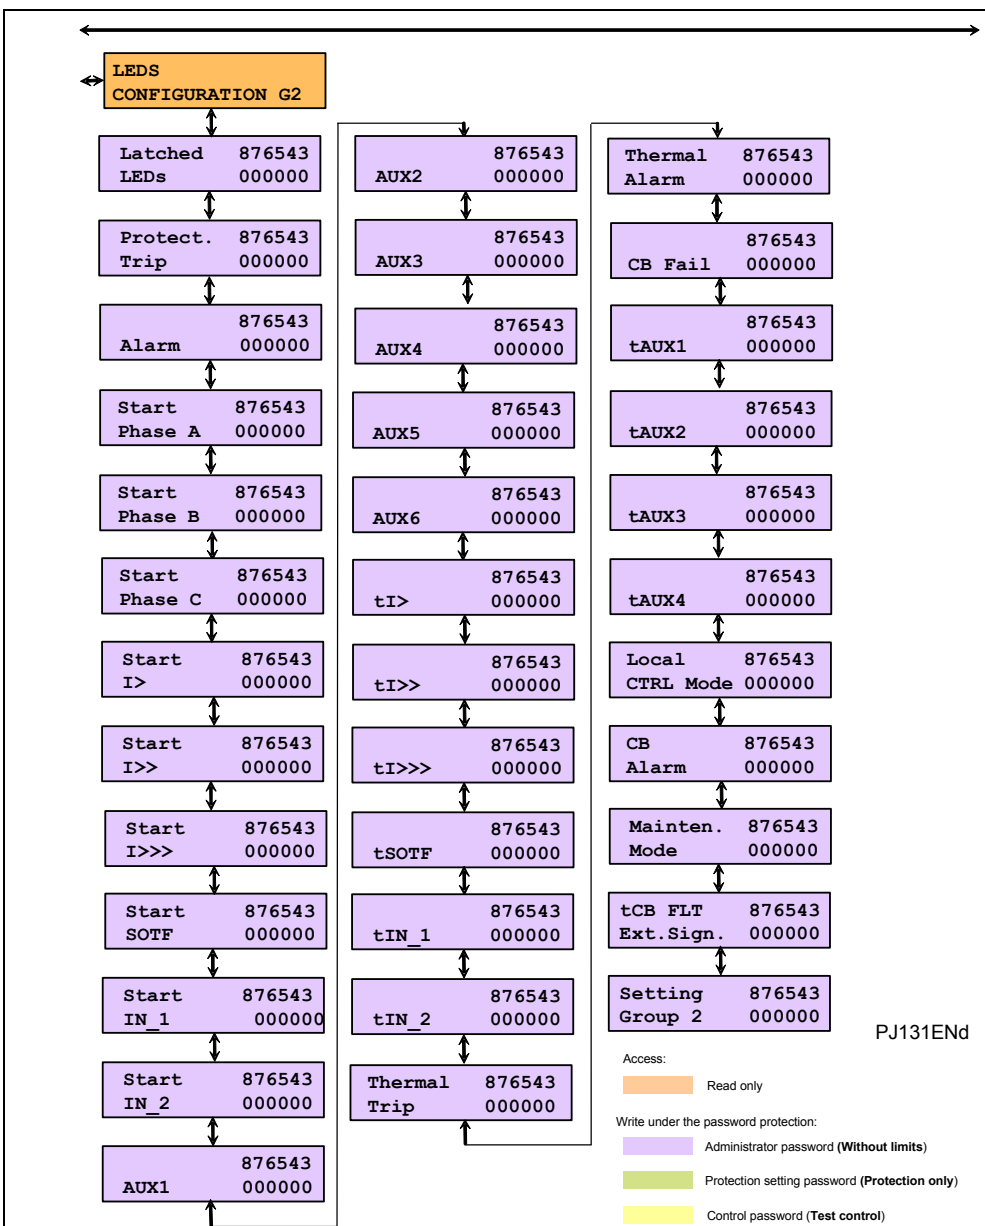 LEDS
CONFIGURATION G2
Latched 876543
LEDs 000000
Protect. 876543
Trip 000000
876543
Alarm 000000
Start 876543
Phase A 000000
Start 876543
Phase B 000000
Start 876543
Phase C 000000
Start 876543
I> 000000
Start 876543
I>> 000000
Start 876543
I>>> 000000
Start 876543
SOTF 000000
Start 876543
IN_1 000000
Start 876543
IN_2 000000
876543
AUX1 000000
876543
AUX2 000000
876543
AUX3 000000
876543
AUX4 000000
876543
AUX5 000000
876543
AUX6 000000
876543
tI> 000000
876543
tI>> 000000
876543
tI>>> 000000
876543
tSOTF 000000
876543
tIN_1 000000
876543
tIN_2 000000
Thermal 876543
Trip 000000
Thermal 876543
Alarm 000000
876543
CB Fail 000000
876543
tAUX1 000000
876543
tAUX2 000000
876543
tAUX3 000000
876543
tAUX4 000000
Local 876543
CTRL Mode 000000
CB 876543
Alarm 000000
Mainten. 876543
Mode 000000
tCB FLT 876543
Ext.Sign. 000000
Setting 876543
Group 2 000000
PJ131ENd
Access:
Read only
Write under the password protection:
Administrator password (Without limits)
Protection setting password (Protection only)
Control password (Test control)